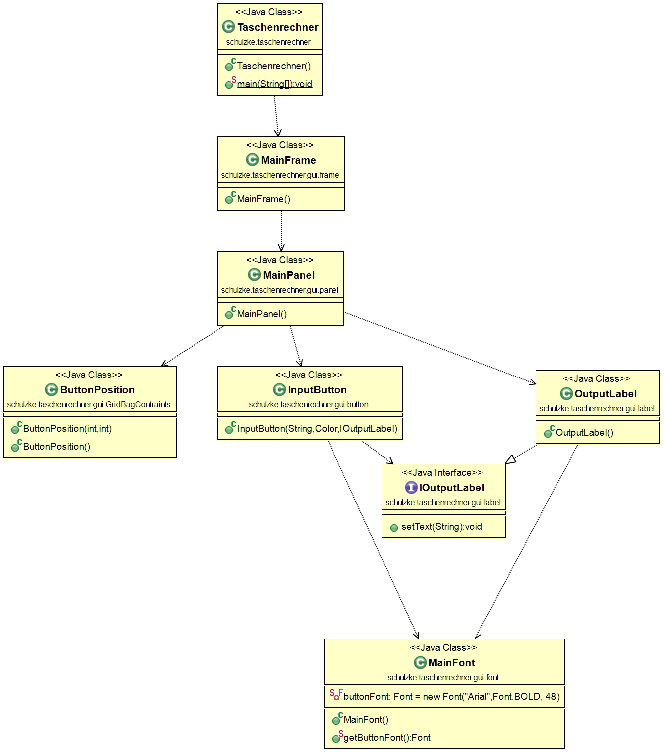 <<Java Class>>
Taschenrechner
schulzke.taschenrechner
Taschenrechner()
main(String[]):void
<<Java Class>>
MainFrame
schulzke.taschenrechner.gui.frame
MainFrame()
<<Java Class>>
MainPanel
schulzke.taschenrechner.gui.panel
MainPanel()
<<Java Class>>
ButtonPosition
schulzke.taschenrechner.gui.GridBagContraints
ButtonPosition(int,int)
ButtonPosition()
<<Java Class>>
InputButton
schulzke.taschenrechner.gui.button
InputButton(String,Color,IOutputLabel)
<<Java Class>>
OutputLabel
schulzke.taschenrechner.gui.label
OutputLabel()
<<Java Interface>>
IOutputLabel
schulzke.taschenrechner.gui.label
setText(String):void
<<Java Class>>
MainFont
schulzke.taschenrechner.gui.font
buttonFont: Font = new Font("Arial",Font.BOLD, 48)
MainFont()
getButtonFont():Font